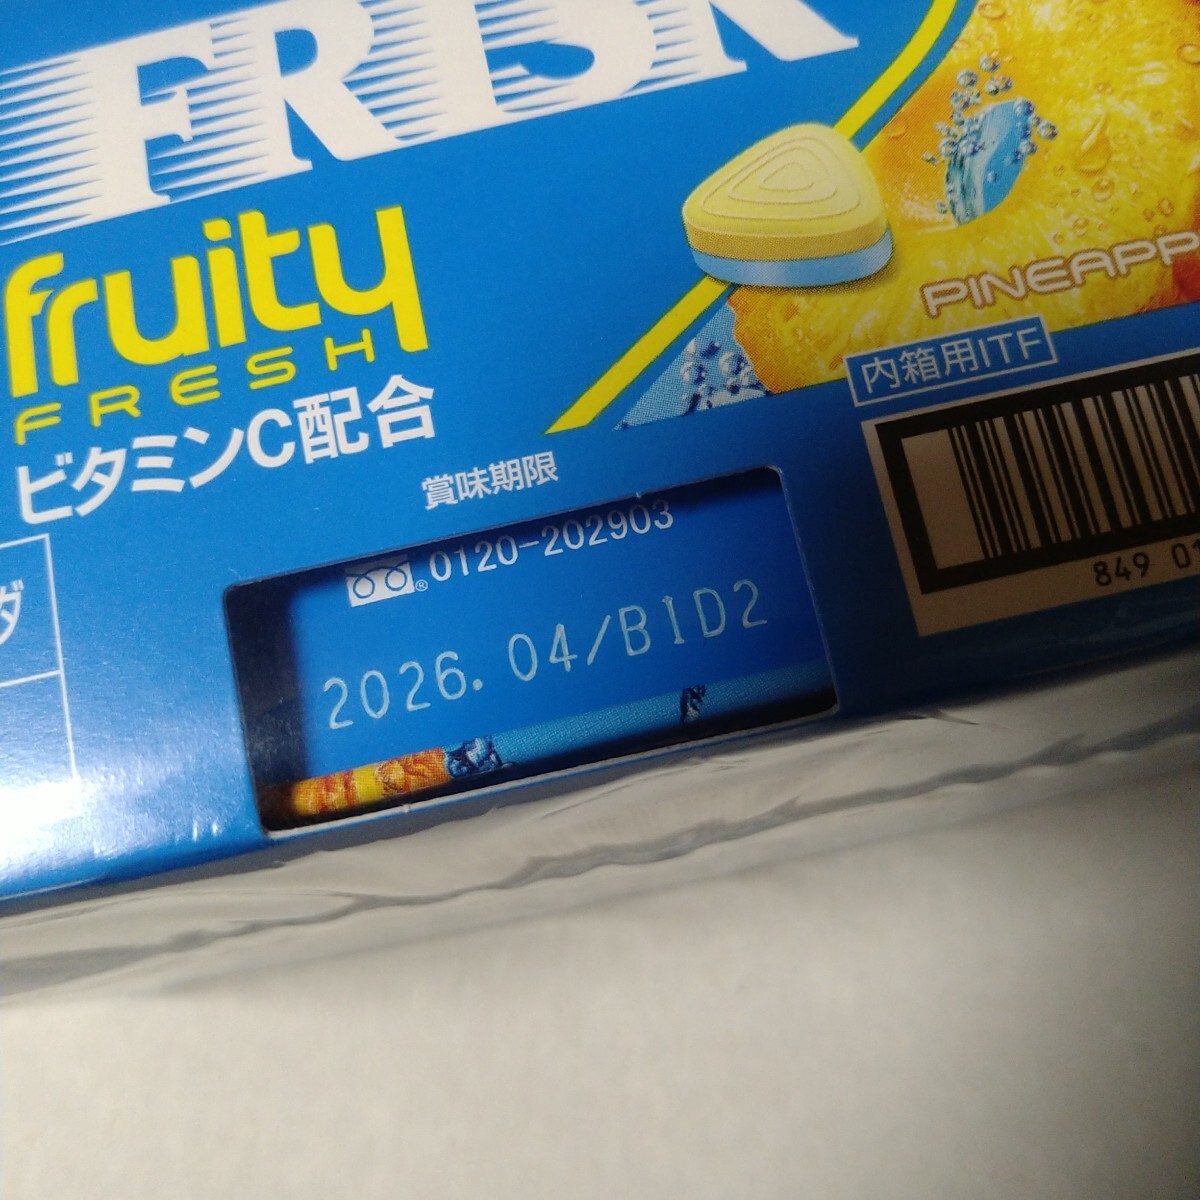 FRISK
fruity
FRESH
ビタミンC配合
PINEAPP
内箱用ITF
賞味期限
0120-202903
2026.04/B1D2
849 01
ダ